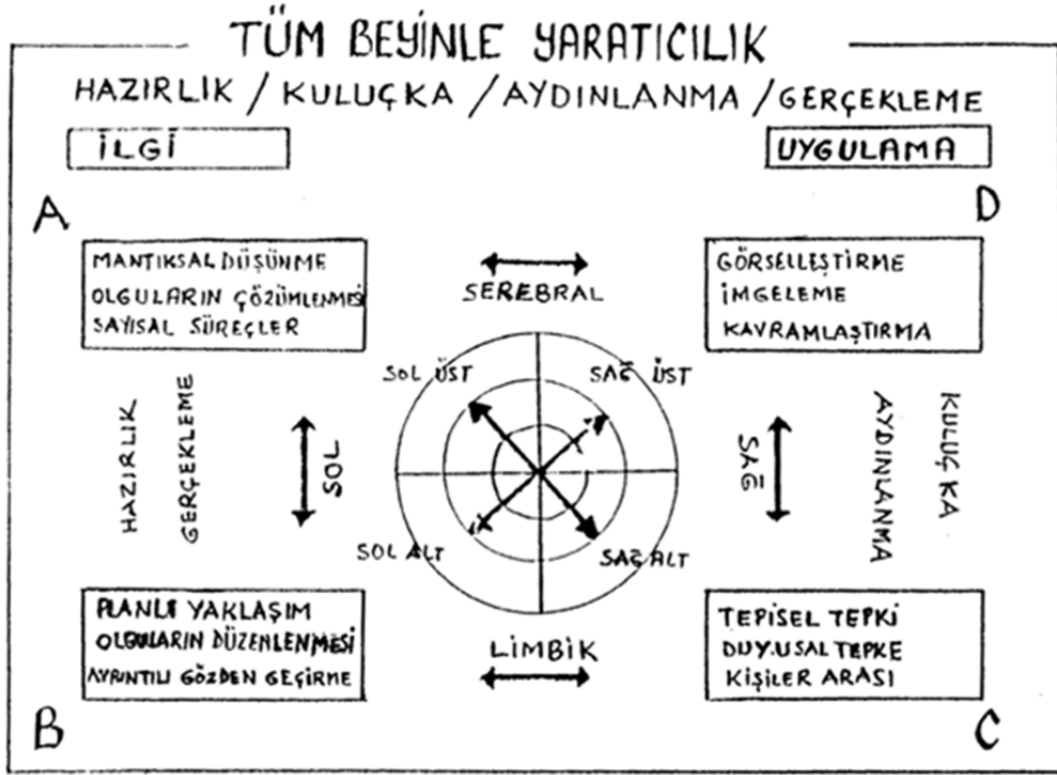 TÜM BEYİNLE YARATICILIK
HAZIRLIK / KULUÇKA / AYDINLANMA / GERÇEKLEME
İLGİ
UYGULAMA
A
D
MANTIKSAL DÜŞÜNME
OLGULARIN ÇÖZÜMLENMESİ
SAYISAL SÜREÇLER
SEREBRAL
GÖRSELLEŞTİRME
İMGELEME
KAVRAMLAŞTIRMA
SOL ÜST
SAĞ ÜST
HAZIRLIK
GERÇEKLEME
SOL
SAĞ
AYDINLANMA
KULUÇKA
SOL ALT
SAĞ ALT
PLANLI YAKLAŞIM
OLGULARIN DÜZENLENMESİ
AYRINTILI GÖZDEN GEÇİRME
LİMBİK
TEPİSEL TEPKİ
DUYUSAL TEPKE
KİŞİLER ARASI
B
C